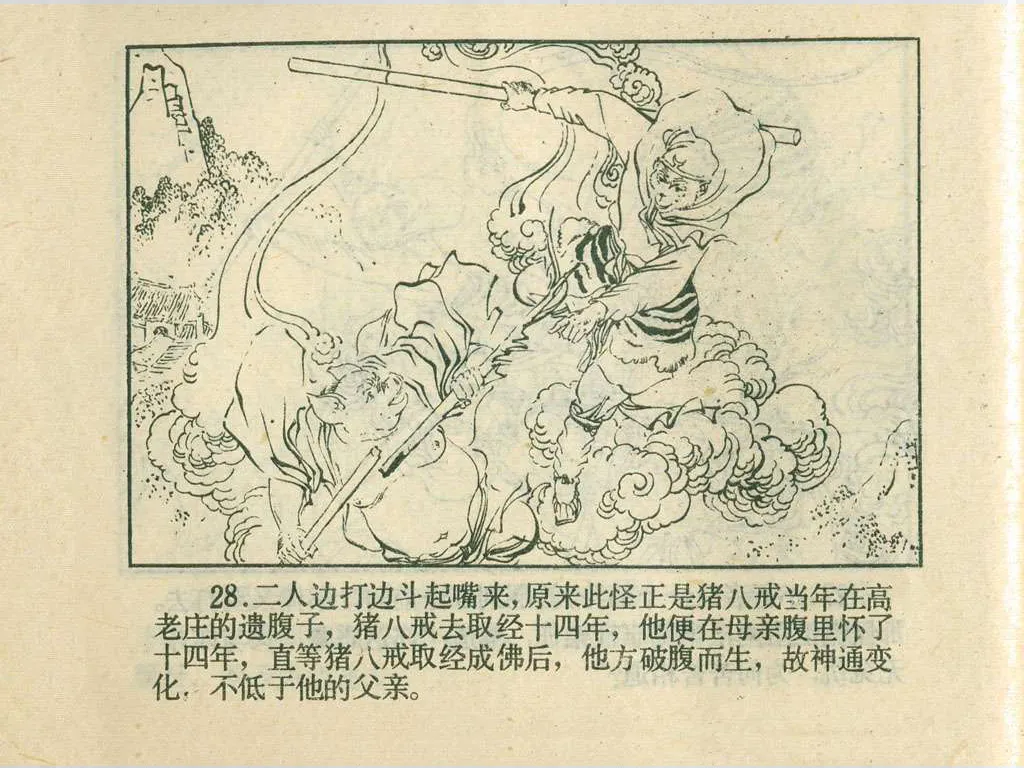 28.二人边打边斗起嘴来，原来此怪正是猪八戒当年在高
老庄的遗腹子，猪八戒去取经十四年，他便在母亲腹里怀了
十四年，直等猪八戒取经成佛后，他方破腹而生，故神通变
化．不低于他的父亲。